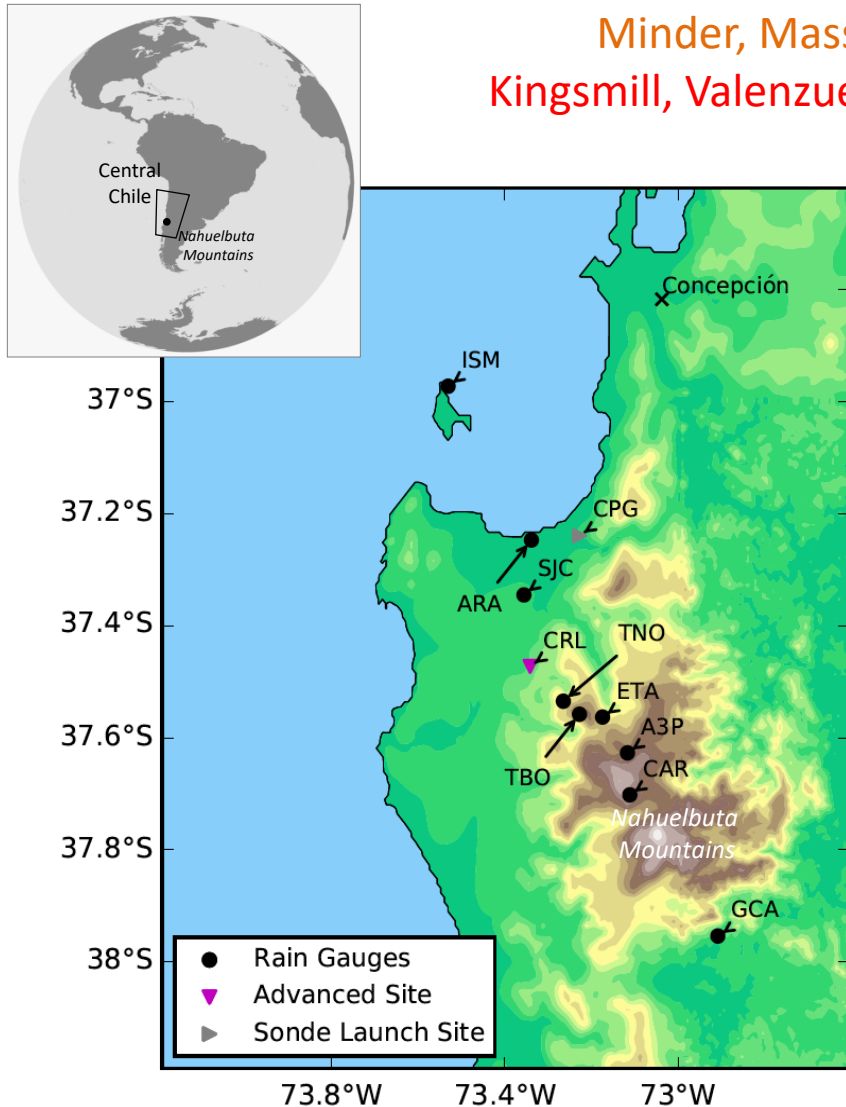 Minder, Mass
Kingsmill, Valenzue
Central
Chile
Nahuelbuta
Mountains
Concepción
ISM
37°S
37.2°S
CPG
SJC
ARA
37.4°S
TNO
CRL
ETA
37.6°S
A3P
TBO
CAR
Nahuelbuta
37.8°S
Mountains
GCA
38°S
Rain Gauges
Advanced Site
Sonde Launch Site
73.8°W
73.4°W
73°W